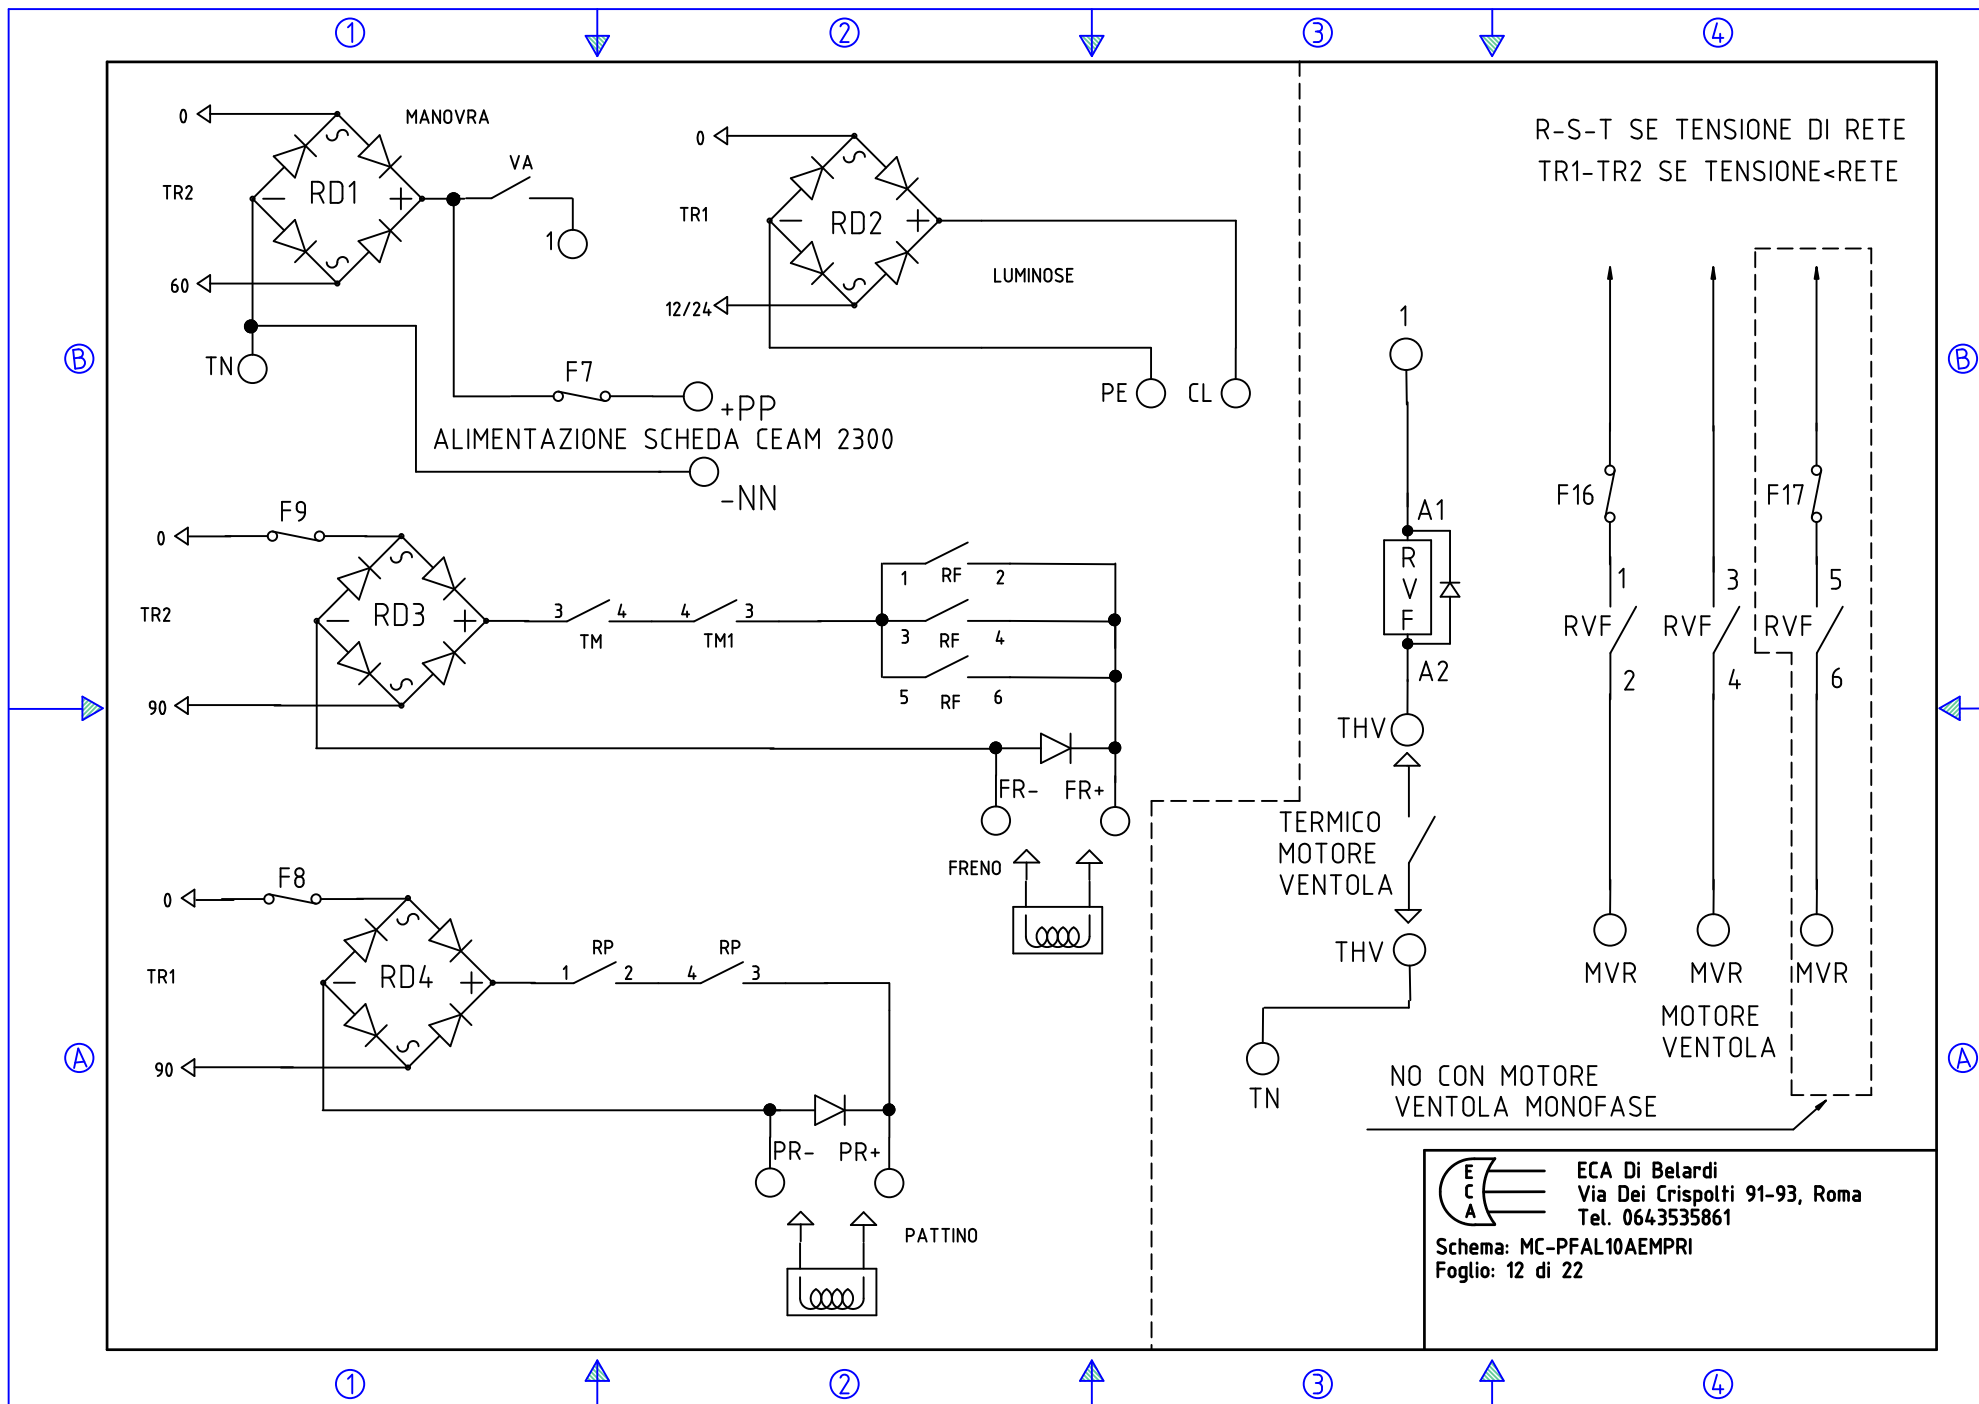 1
2
3
4
0
MANOVRA
VA
TR2
RD1
-
+
1
60
TN
F7
+PP
ALIMENTAZIONE SCHEDA CEAM 2300
-NN
0
TR1
RD2
-
+
LUMINOSE
12/24
PE
CL
R-S-T SE TENSIONE DI RETE
TR1-TR2 SE TENSIONE<RETE
B
B
F9
0
TR2
RD3
-
+
90
3
4
TM
4
3
TM1
1
RF
2
3
RF
4
5
RF
6
FR-
FR+
FRENO
F8
0
TR1
RD4
-
+
90
1
RP
2
4
RP
3
PR-
PR+
PATTINO
1
A1
R
V
F
A2
THV
TERMICO
MOTORE
VENTOLA
THV
TN
F16
F17
1
3
5
RVF
RVF
RVF
2
4
6
MVR
MVR
MVR
MOTORE
VENTOLA
NO CON MOTORE
VENTOLA MONOFASE
A
A
E
C
A
ECA Di Belardi
Via Dei Crispolti 91-93, Roma
Tel. 0643535861
Schema: MC-PFAL10AEMPRI
Foglio: 12 di 22
1
2
3
4